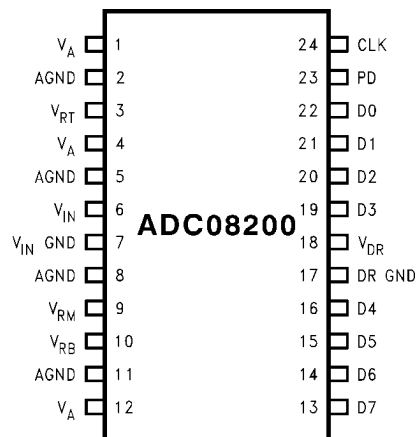 V_A 1 24 CLK
AGND 2 23 PD
V_RT 3 22 D0
V_A 4 21 D1
AGND 5 20 D2
V_IN 6 19 D3
ADC08200
V_IN GND 7 18 V_DR
AGND 8 17 DR GND
V_RM 9 16 D4
V_RB 10 15 D5
AGND 11 14 D6
V_A 12 13 D7